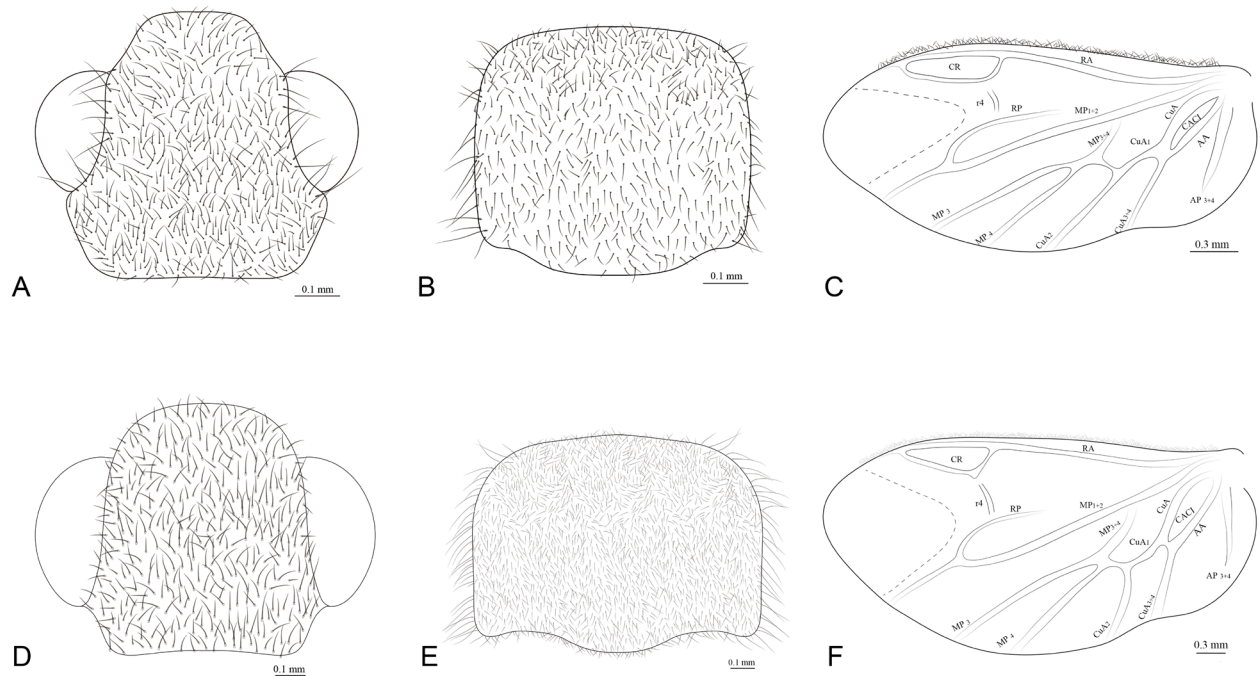 A
0.1 mm
B
0.1 mm
CR
RA
r4
RP
MP1+2
MP3+4
CuA
CACI
CuA1
AA
AP 3+4
MP 3
MP 4
CuA2
CuA3+4
C
0.3 mm
D
0.1 mm
E
0.1 mm
CR
RA
r4
RP
MP1+2
MP3+4
CuA
CACI
CuA1
AA
AP 3+4
MP 3
MP 4
CuA2
CuA3+4
F
0.3 mm